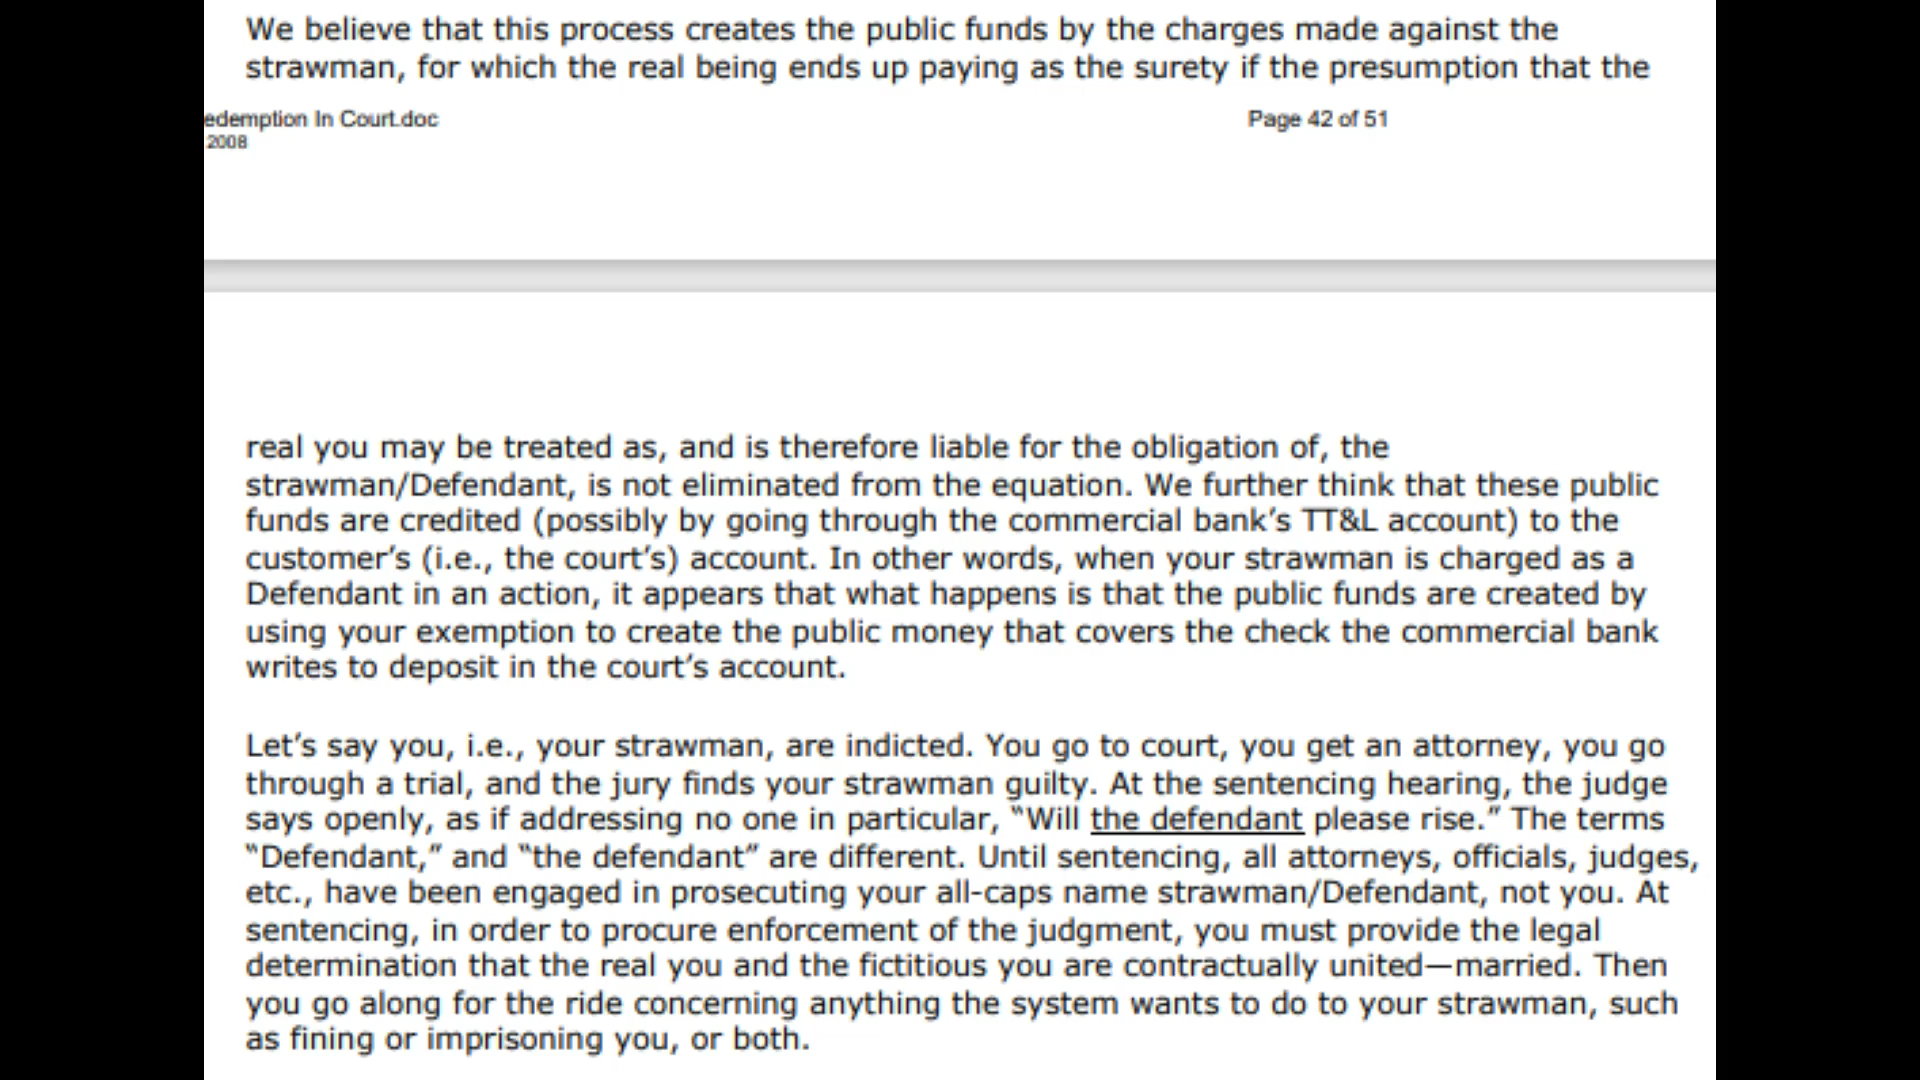 We believe that this process creates the public funds by the charges made against the
strawman, for which the real being ends up paying as the surety if the presumption that the
edemption In Court.doc Page 42 of 51
2008
real you may be treated as, and is therefore liable for the obligation of, the
strawman/Defendant, is not eliminated from the equation. We further think that these public
funds are credited (possibly by going through the commercial bank’s TT&L account) to the
customer’s (i.e., the court’s) account. In other words, when your strawman is charged as a
Defendant in an action, it appears that what happens is that the public funds are created by
using your exemption to create the public money that covers the check the commercial bank
writes to deposit in the court’s account.
Let’s say you, i.e., your strawman, are indicted. You go to court, you get an attorney, you go
through a trial, and the jury finds your strawman guilty. At the sentencing hearing, the judge
says openly, as if addressing no one in particular, “Will the defendant please rise.” The terms
“Defendant,” and “the defendant” are different. Until sentencing, all attorneys, officials, judges,
etc., have been engaged in prosecuting your all-caps name strawman/Defendant, not you. At
sentencing, in order to procure enforcement of the judgment, you must provide the legal
determination that the real you and the fictitious you are contractually united—married. Then
you go along for the ride concerning anything the system wants to do to your strawman, such
as fining or imprisoning you, or both.